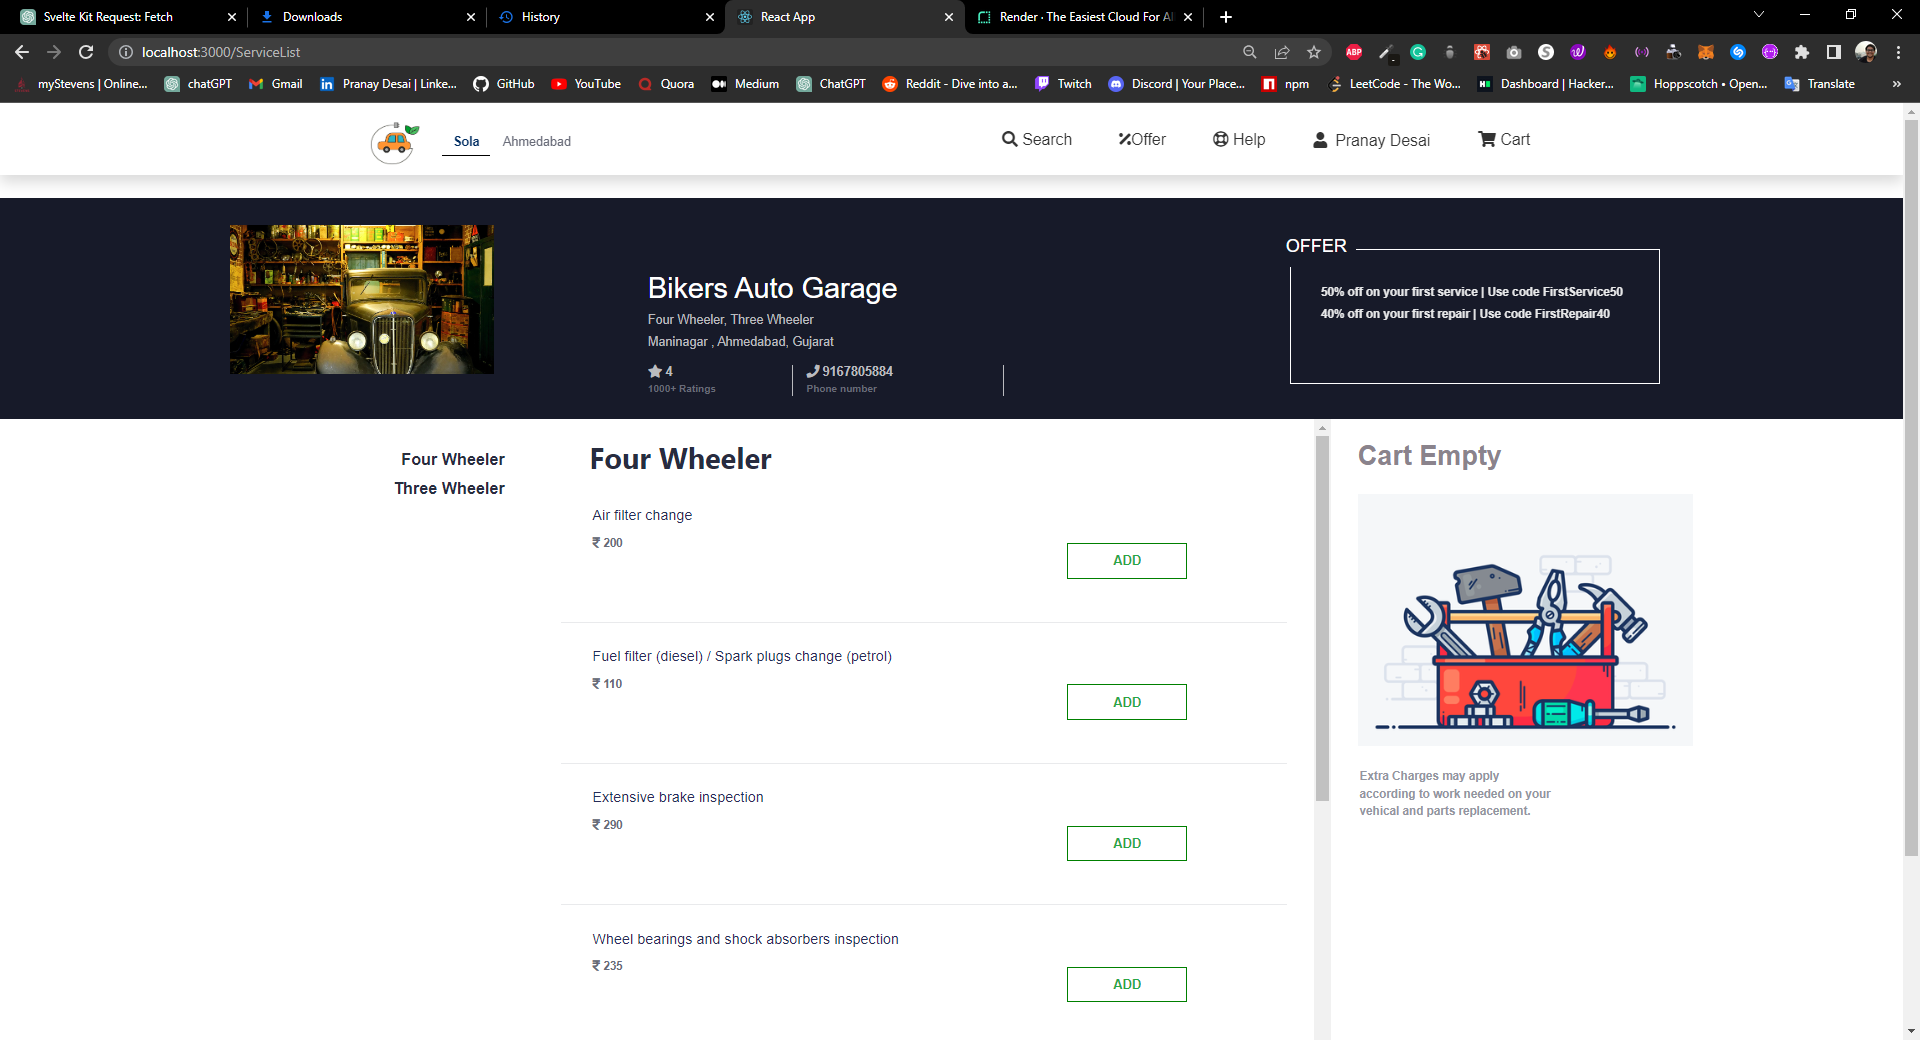 Svelte Kit Request: Fetch
Downloads
History
React App
Render · The Easiest Cloud For Al
localhost:3000/ServiceList
ABP
myStevens | Online...
chatGPT
Gmail
Pranay Desai | Linke...
GitHub
YouTube
Quora
Medium
ChatGPT
Reddit - Dive into a...
Twitch
Discord | Your Place...
npm
LeetCode - The Wo...
Dashboard | Hacker...
Hoppscotch • Open...
Translate
Sola
Ahmedabad
Search
Offer
Help
Pranay Desai
Cart
Bikers Auto Garage
Four Wheeler, Three Wheeler
Maninagar , Ahmedabad, Gujarat
4
1000+ Ratings
9167805884
Phone number
OFFER
50% off on your first service | Use code FirstService50
40% off on your first repair | Use code FirstRepair40
Four Wheeler
Three Wheeler
Four Wheeler
Air filter change
₹ 200
ADD
Fuel filter (diesel) / Spark plugs change (petrol)
₹ 110
ADD
Extensive brake inspection
₹ 290
ADD
Wheel bearings and shock absorbers inspection
₹ 235
ADD
Cart Empty
Extra Charges may apply
according to work needed on your
vehical and parts replacement.